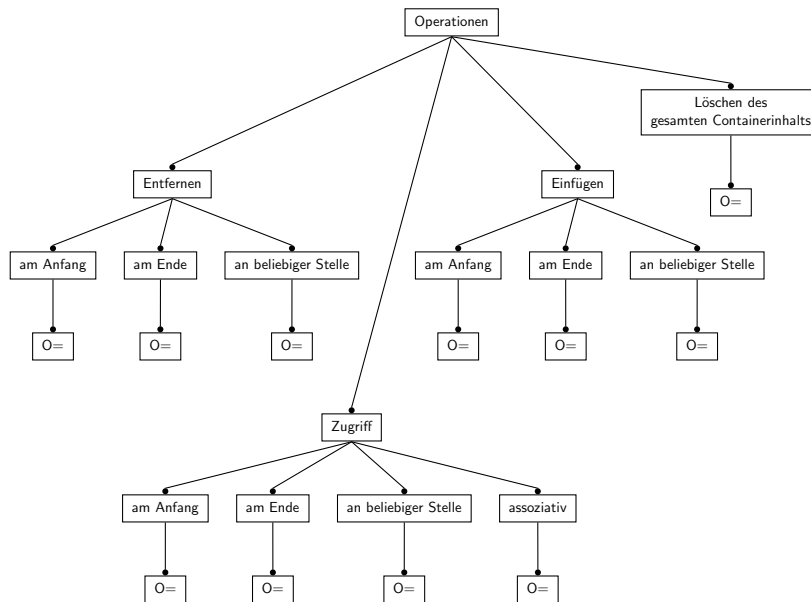 Operationen
Löschen des
gesamten Containerinhalts
Entfernen
Einfügen
O=
am Anfang
am Ende
an beliebiger Stelle
am Anfang
am Ende
an beliebiger Stelle
O=
O=
O=
O=
O=
O=
Zugriff
am Anfang
am Ende
an beliebiger Stelle
assoziativ
O=
O=
O=
O=